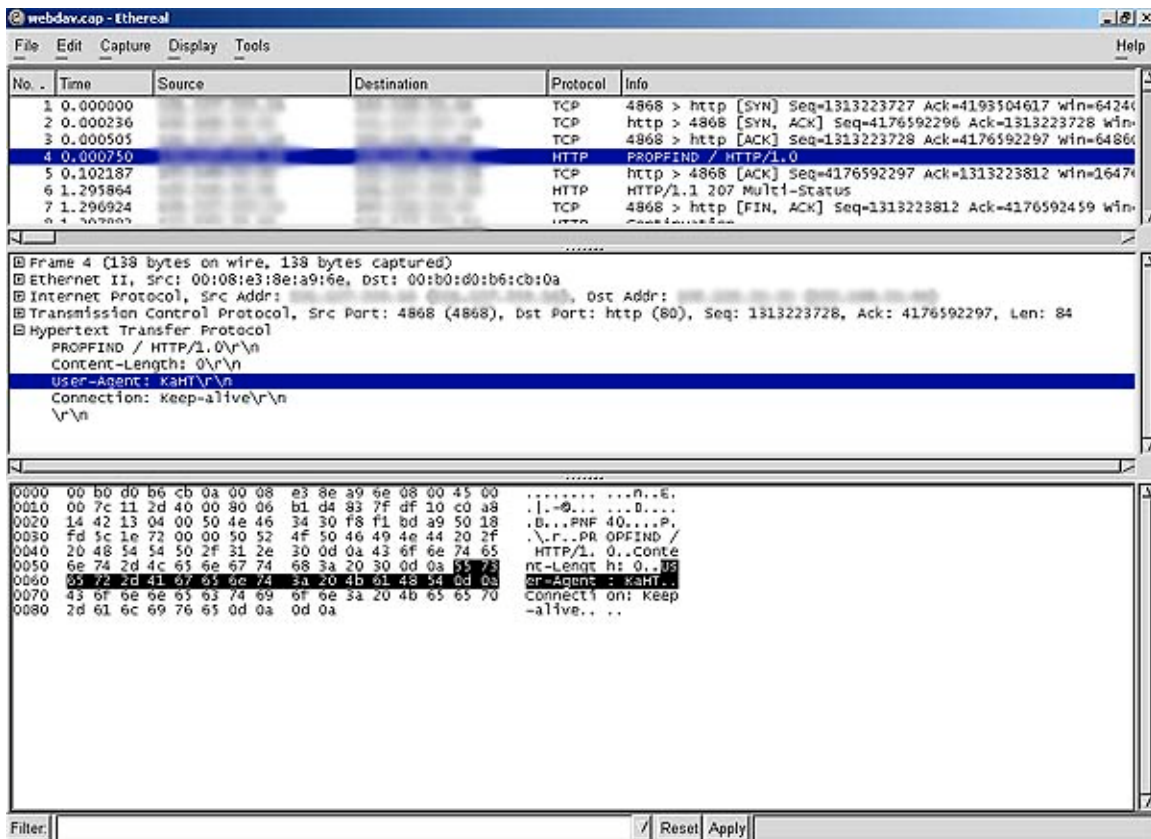 webdav.cap - Ethereal
File Edit Capture Display Tools Help
No. . Time Source Destination Protocol Info
1 0.000000 TCP 4868 > http [SYN] Seq=1313223727 Ack=4193504617 Win=6424
2 0.000236 TCP http > 4868 [SYN, ACK] Seq=4176592296 Ack=1313223728 Win=
3 0.000505 TCP 4868 > http [ACK] Seq=1313223728 Ack=4176592297 Win=6486
4 0.000750 HTTP PROPFIND / HTTP/1.0
5 0.102187 TCP http > 4868 [ACK] Seq=4176592297 Ack=1313223812 Win=1647
6 1.295864 HTTP HTTP/1.1 207 Multi-Status
7 1.296924 TCP 4868 > http [FIN, ACK] Seq=1313223812 Ack=4176592459 Win=
Frame 4 (138 bytes on wire, 138 bytes captured)
Ethernet II, Src: 00:08:e3:8e:a9:6e, Dst: 00:b0:d0:b6:cb:0a
Internet Protocol, Src Addr: , Dst Addr:
Transmission Control Protocol, Src Port: 4868 (4868), Dst Port: http (80), Seq: 1313223728, Ack: 4176592297, Len: 84
Hypertext Transfer Protocol
PROPFIND / HTTP/1.0\r\n
Content-Length: 0\r\n
User-Agent: KaHT\r\n
Connection: Keep-alive\r\n
\r\n
0000 00 b0 d0 b6 cb 0a 00 08 e3 8e a9 6e 08 00 45 00 ........ ...n..E.
0010 00 7c 11 2d 40 00 80 06 b1 d4 83 7f df 10 c0 a8 .|.-@... ........
0020 14 42 13 04 00 50 4e 46 34 30 f8 f1 bd a9 50 18 .B...PNF 40....P.
0030 fd 5c 1e 72 00 00 50 52 4f 50 46 49 4e 44 20 2f .\.r..PR OPFIND /
0040 20 48 54 54 50 2f 31 2e 30 0d 0a 43 6f 6e 74 65 HTTP/1. 0..Conte
0050 6e 74 2d 4c 65 6e 67 74 68 3a 20 30 0d 0a 55 73 nt-Lengt h: 0..Us
0060 65 72 2d 41 67 65 6e 74 3a 20 4b 61 48 54 0d 0a er-Agent : KaHT..
0070 43 6f 6e 6e 65 63 74 69 6f 6e 3a 20 4b 65 65 70 Connecti on: Keep
0080 2d 61 6c 69 76 65 0d 0a 0d 0a -alive.. ..
Filter: / Reset Apply